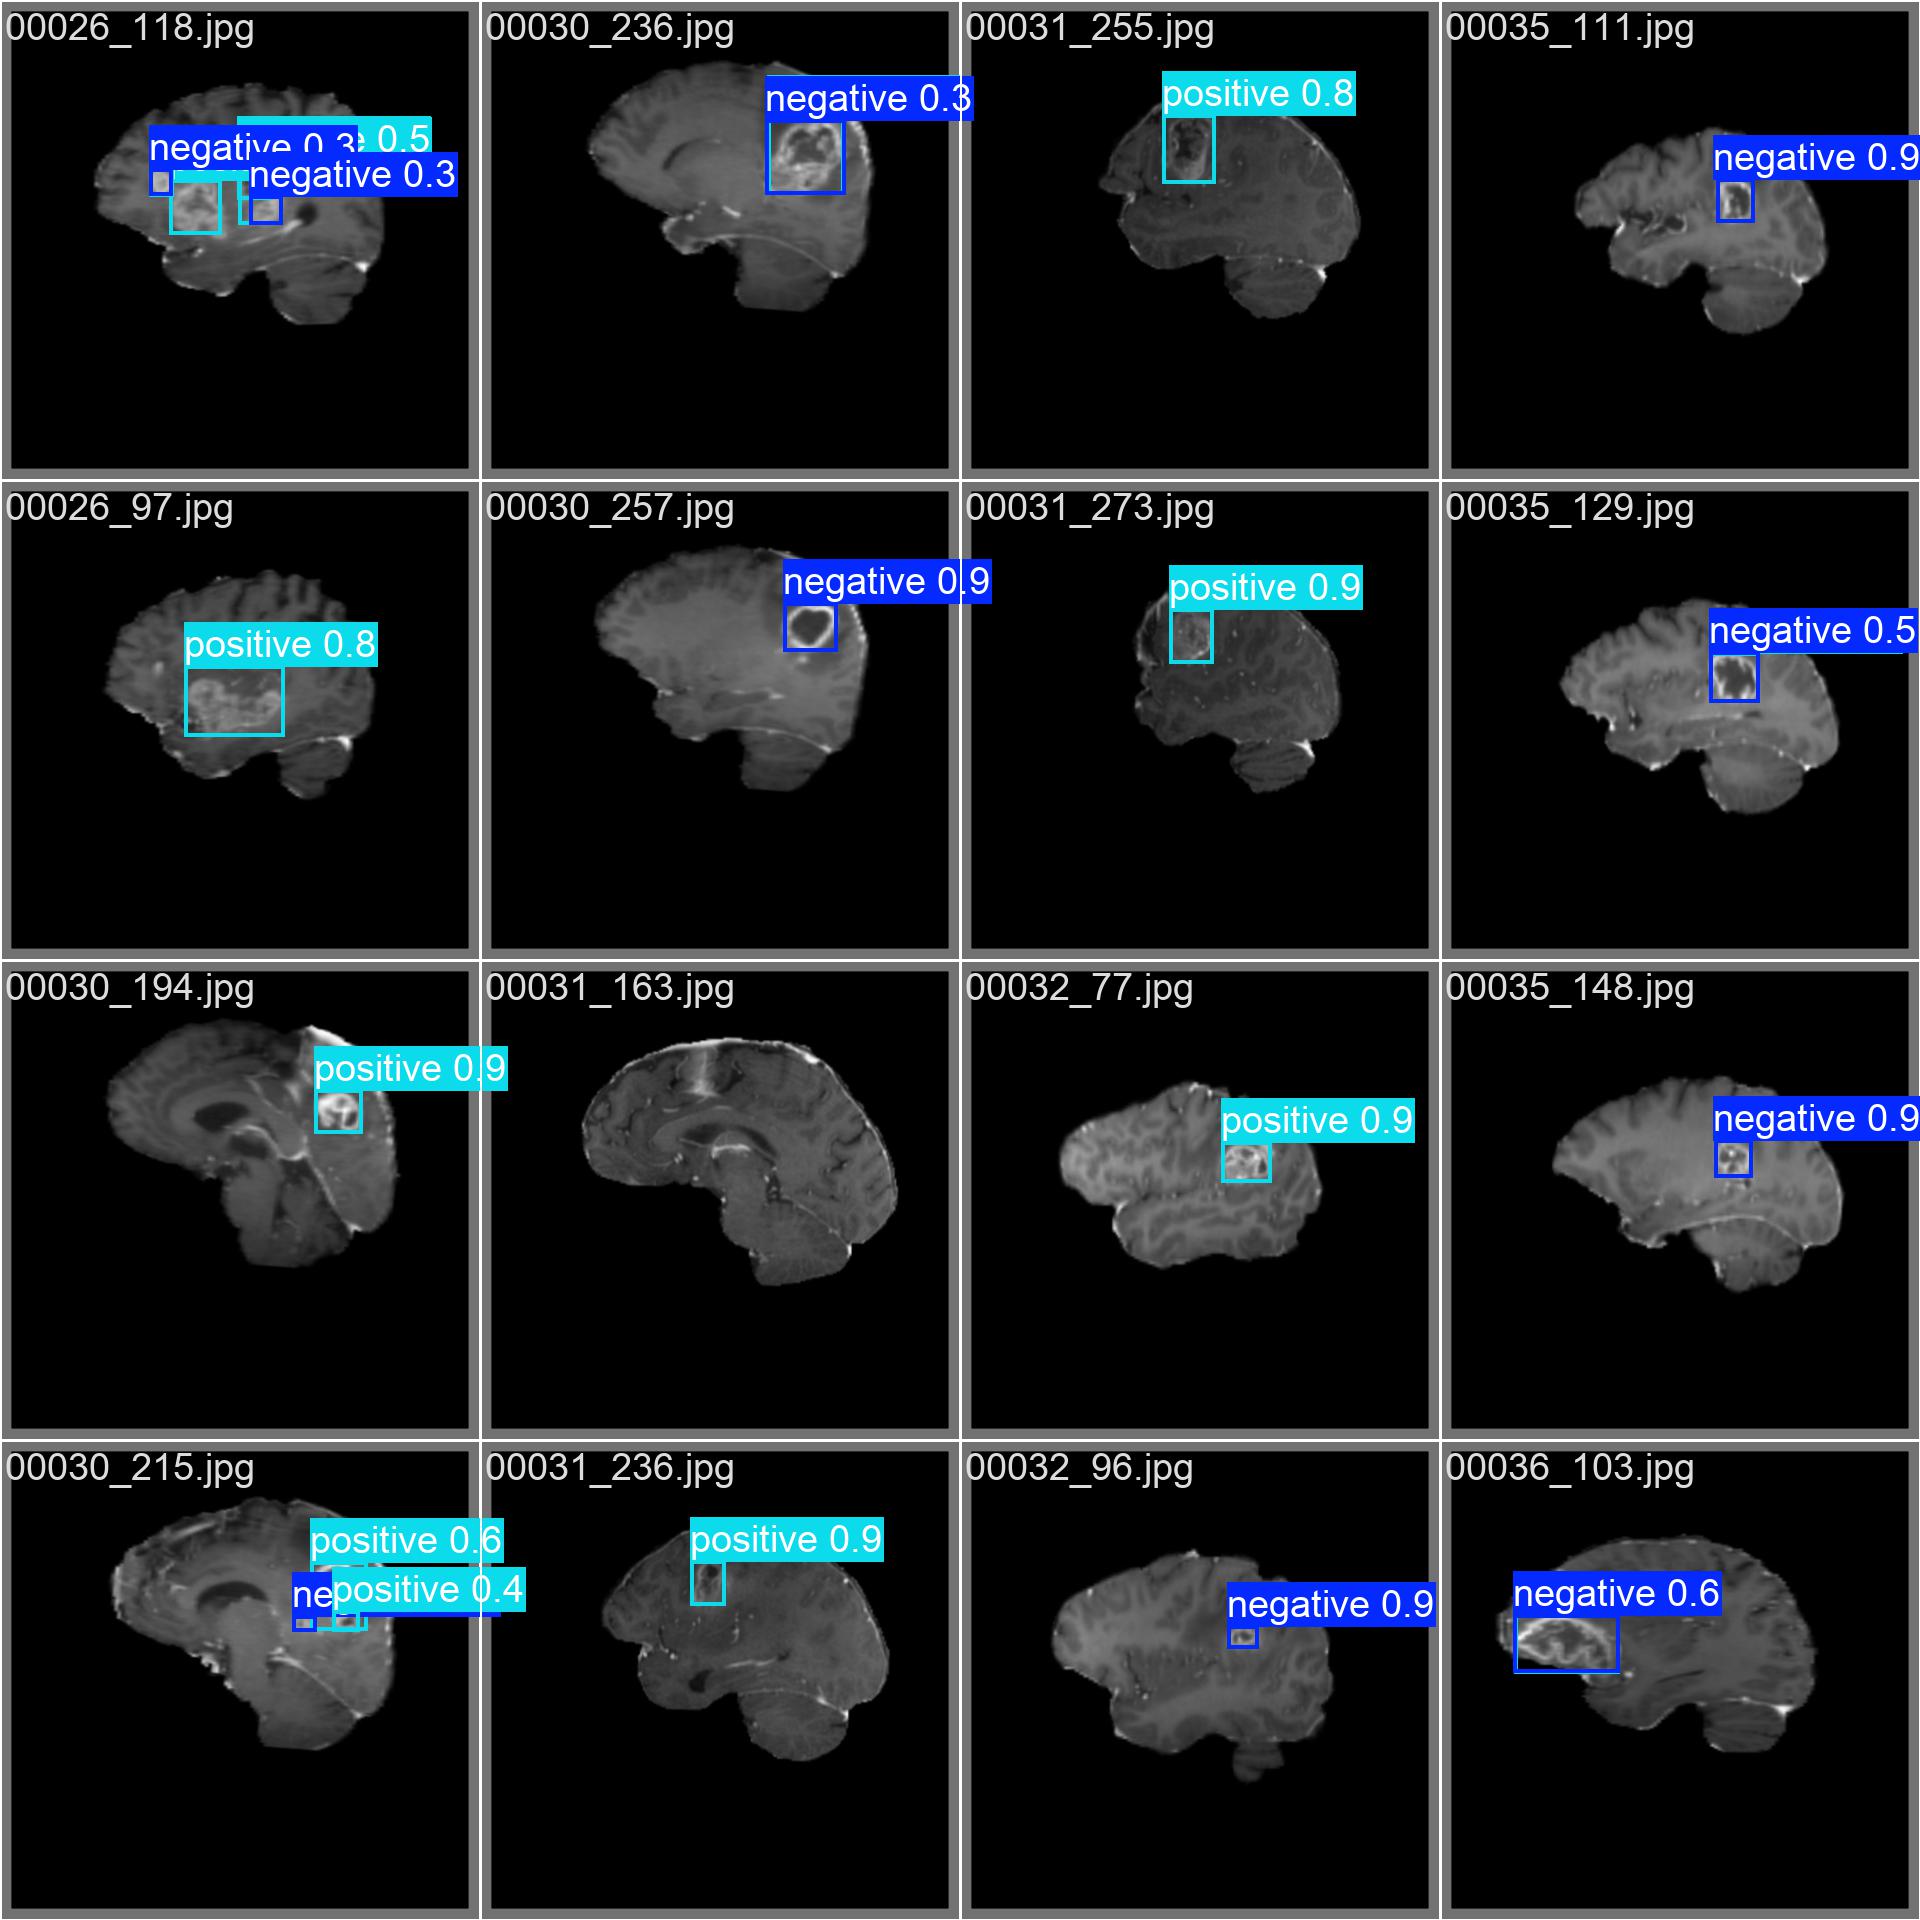 00026_118.jpg
negative 0.3
e 0.5
negative 0.3
00030_236.jpg
negative 0.3
00031_255.jpg
positive 0.8
00035_111.jpg
negative 0.9
00026_97.jpg
positive 0.8
00030_257.jpg
negative 0.9
00031_273.jpg
positive 0.9
00035_129.jpg
negative 0.5
00030_194.jpg
positive 0.9
00031_163.jpg
00032_77.jpg
positive 0.9
00035_148.jpg
negative 0.9
00030_215.jpg
positive 0.6
ne
positive 0.4
00031_236.jpg
positive 0.9
00032_96.jpg
negative 0.9
00036_103.jpg
negative 0.6